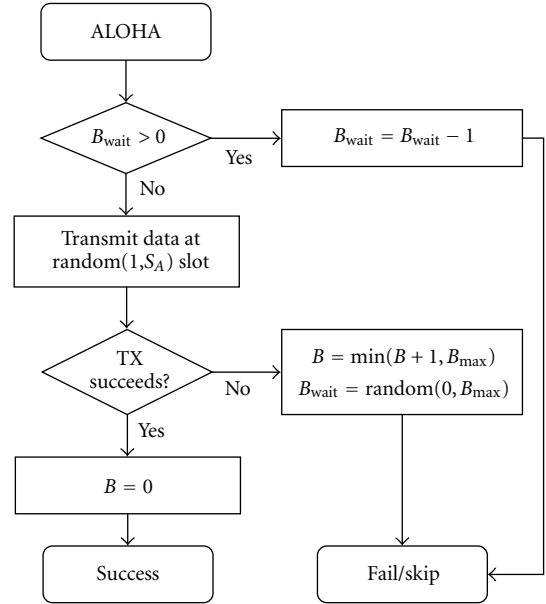 ALOHA
B_wait > 0
Yes
B_wait = B_wait − 1
No
Transmit data at
random(1,S_A) slot
TX
succeeds?
No
B = min(B + 1, B_max)
B_wait = random(0, B_max)
Yes
B = 0
Success
Fail/skip